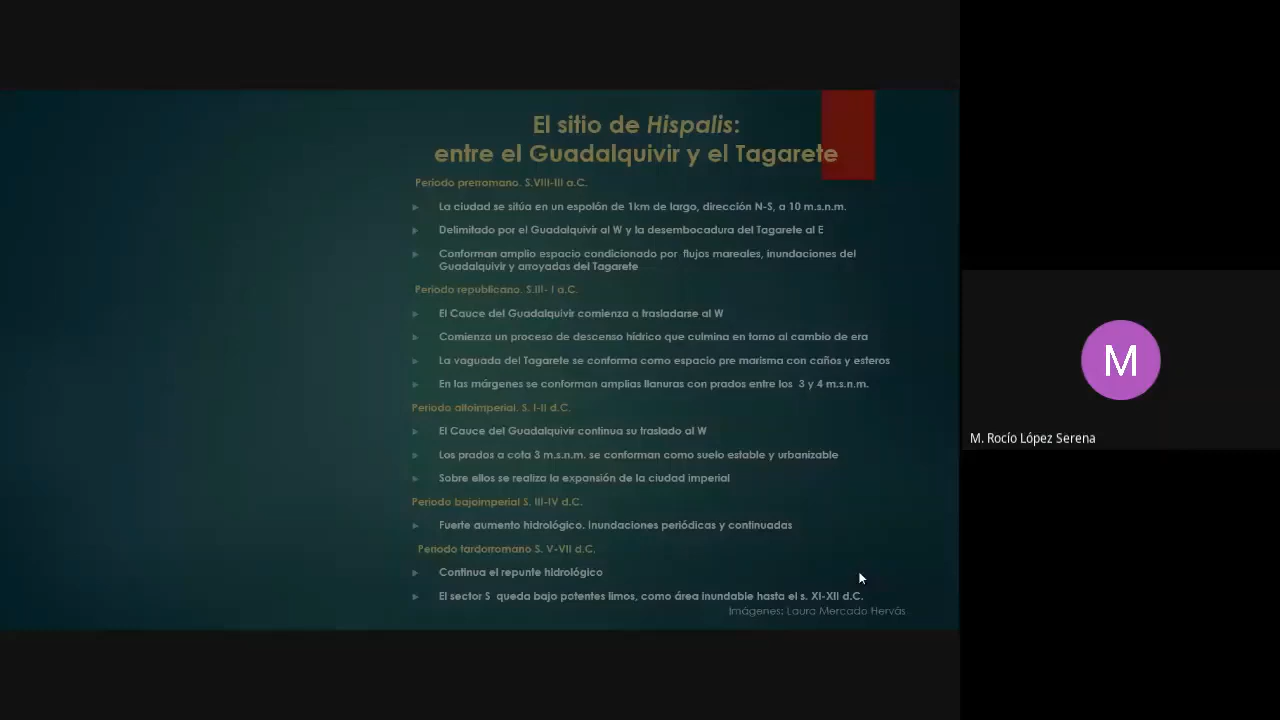 El sitio de Hispalis:
entre el Guadalquivir y el Tagarete
Periodo prerromano. S.VIII-III a.C.
La ciudad se sitúa en un espolón de 1km de largo, dirección N-S, a 10 m.s.n.m.
Delimitado por el Guadalquivir al W y la desembocadura del Tagarete al E
Conforman amplio espacio condicionado por flujos mareales, inundaciones del
Guadalquivir y arroyadas del Tagarete
Periodo republicano. S.III- I a.C.
El Cauce del Guadalquivir comienza a trasladarse al W
Comienza un proceso de descenso hídrico que culmina en torno al cambio de era
La vaguada del Tagarete se conforma como espacio pre marisma con caños y esteros
En las márgenes se conforman amplias llanuras con prados entre los 3 y 4 m.s.n.m.
Periodo altoimperial. S. I-II d.C.
El Cauce del Guadalquivir continua su traslado al W
Los prados a cota 3 m.s.n.m. se conforman como suelo estable y urbanizable
Sobre ellos se realiza la expansión de la ciudad imperial
Periodo bajoimperial S. III-IV d.C.
Fuerte aumento hidrológico. Inundaciones periódicas y continuadas
Periodo tardorromano S. V-VII d.C.
Continua el repunte hidrológico
El sector S queda bajo potentes limos, como área inundable hasta el s. XI-XII d.C.
Imágenes: Laura Mercado Hervás
M
M. Rocío López Serena